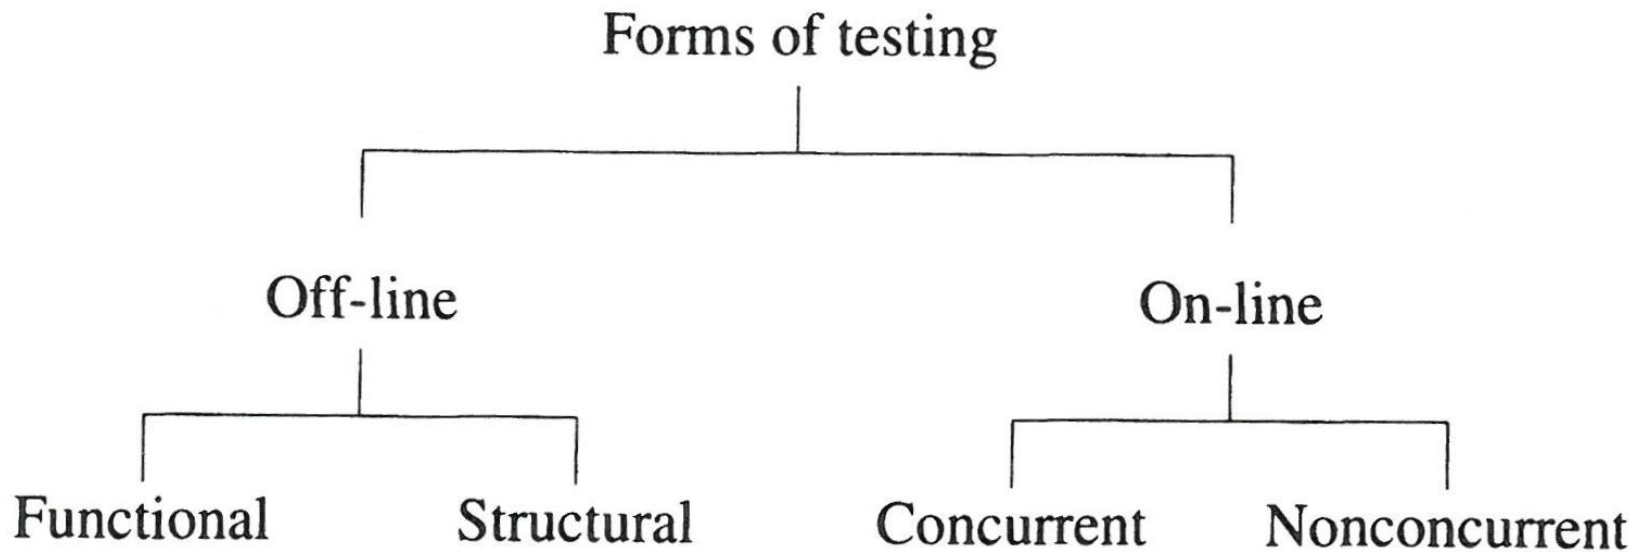 Forms of testing
Off-line
On-line
Functional
Structural
Concurrent
Nonconcurrent